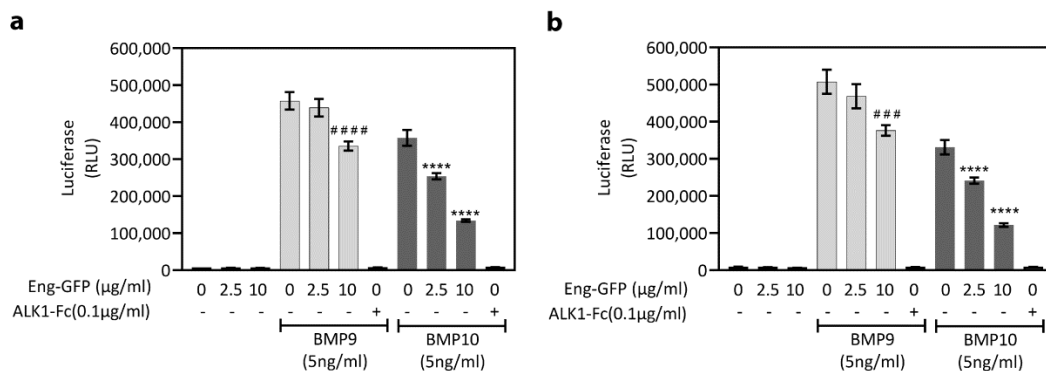 a
600,000
500,000
400,000
300,000
200,000
100,000
0
Luciferase
(RLU)
####
****
****
Eng-GFP (µg/ml) 0 2.5 10 0 2.5 10 0 0 2.5 10 0
ALK1-Fc(0.1µg/ml) - - - - - - + - - - +
BMP9 BMP10
(5ng/ml) (5ng/ml)
b
600,000
500,000
400,000
300,000
200,000
100,000
0
Luciferase
(RLU)
###
****
****
Eng-GFP (µg/ml) 0 2.5 10 0 2.5 10 0 0 2.5 10 0
ALK1-Fc(0.1µg/ml) - - - - - - + - - - +
BMP9 BMP10
(5ng/ml) (5ng/ml)